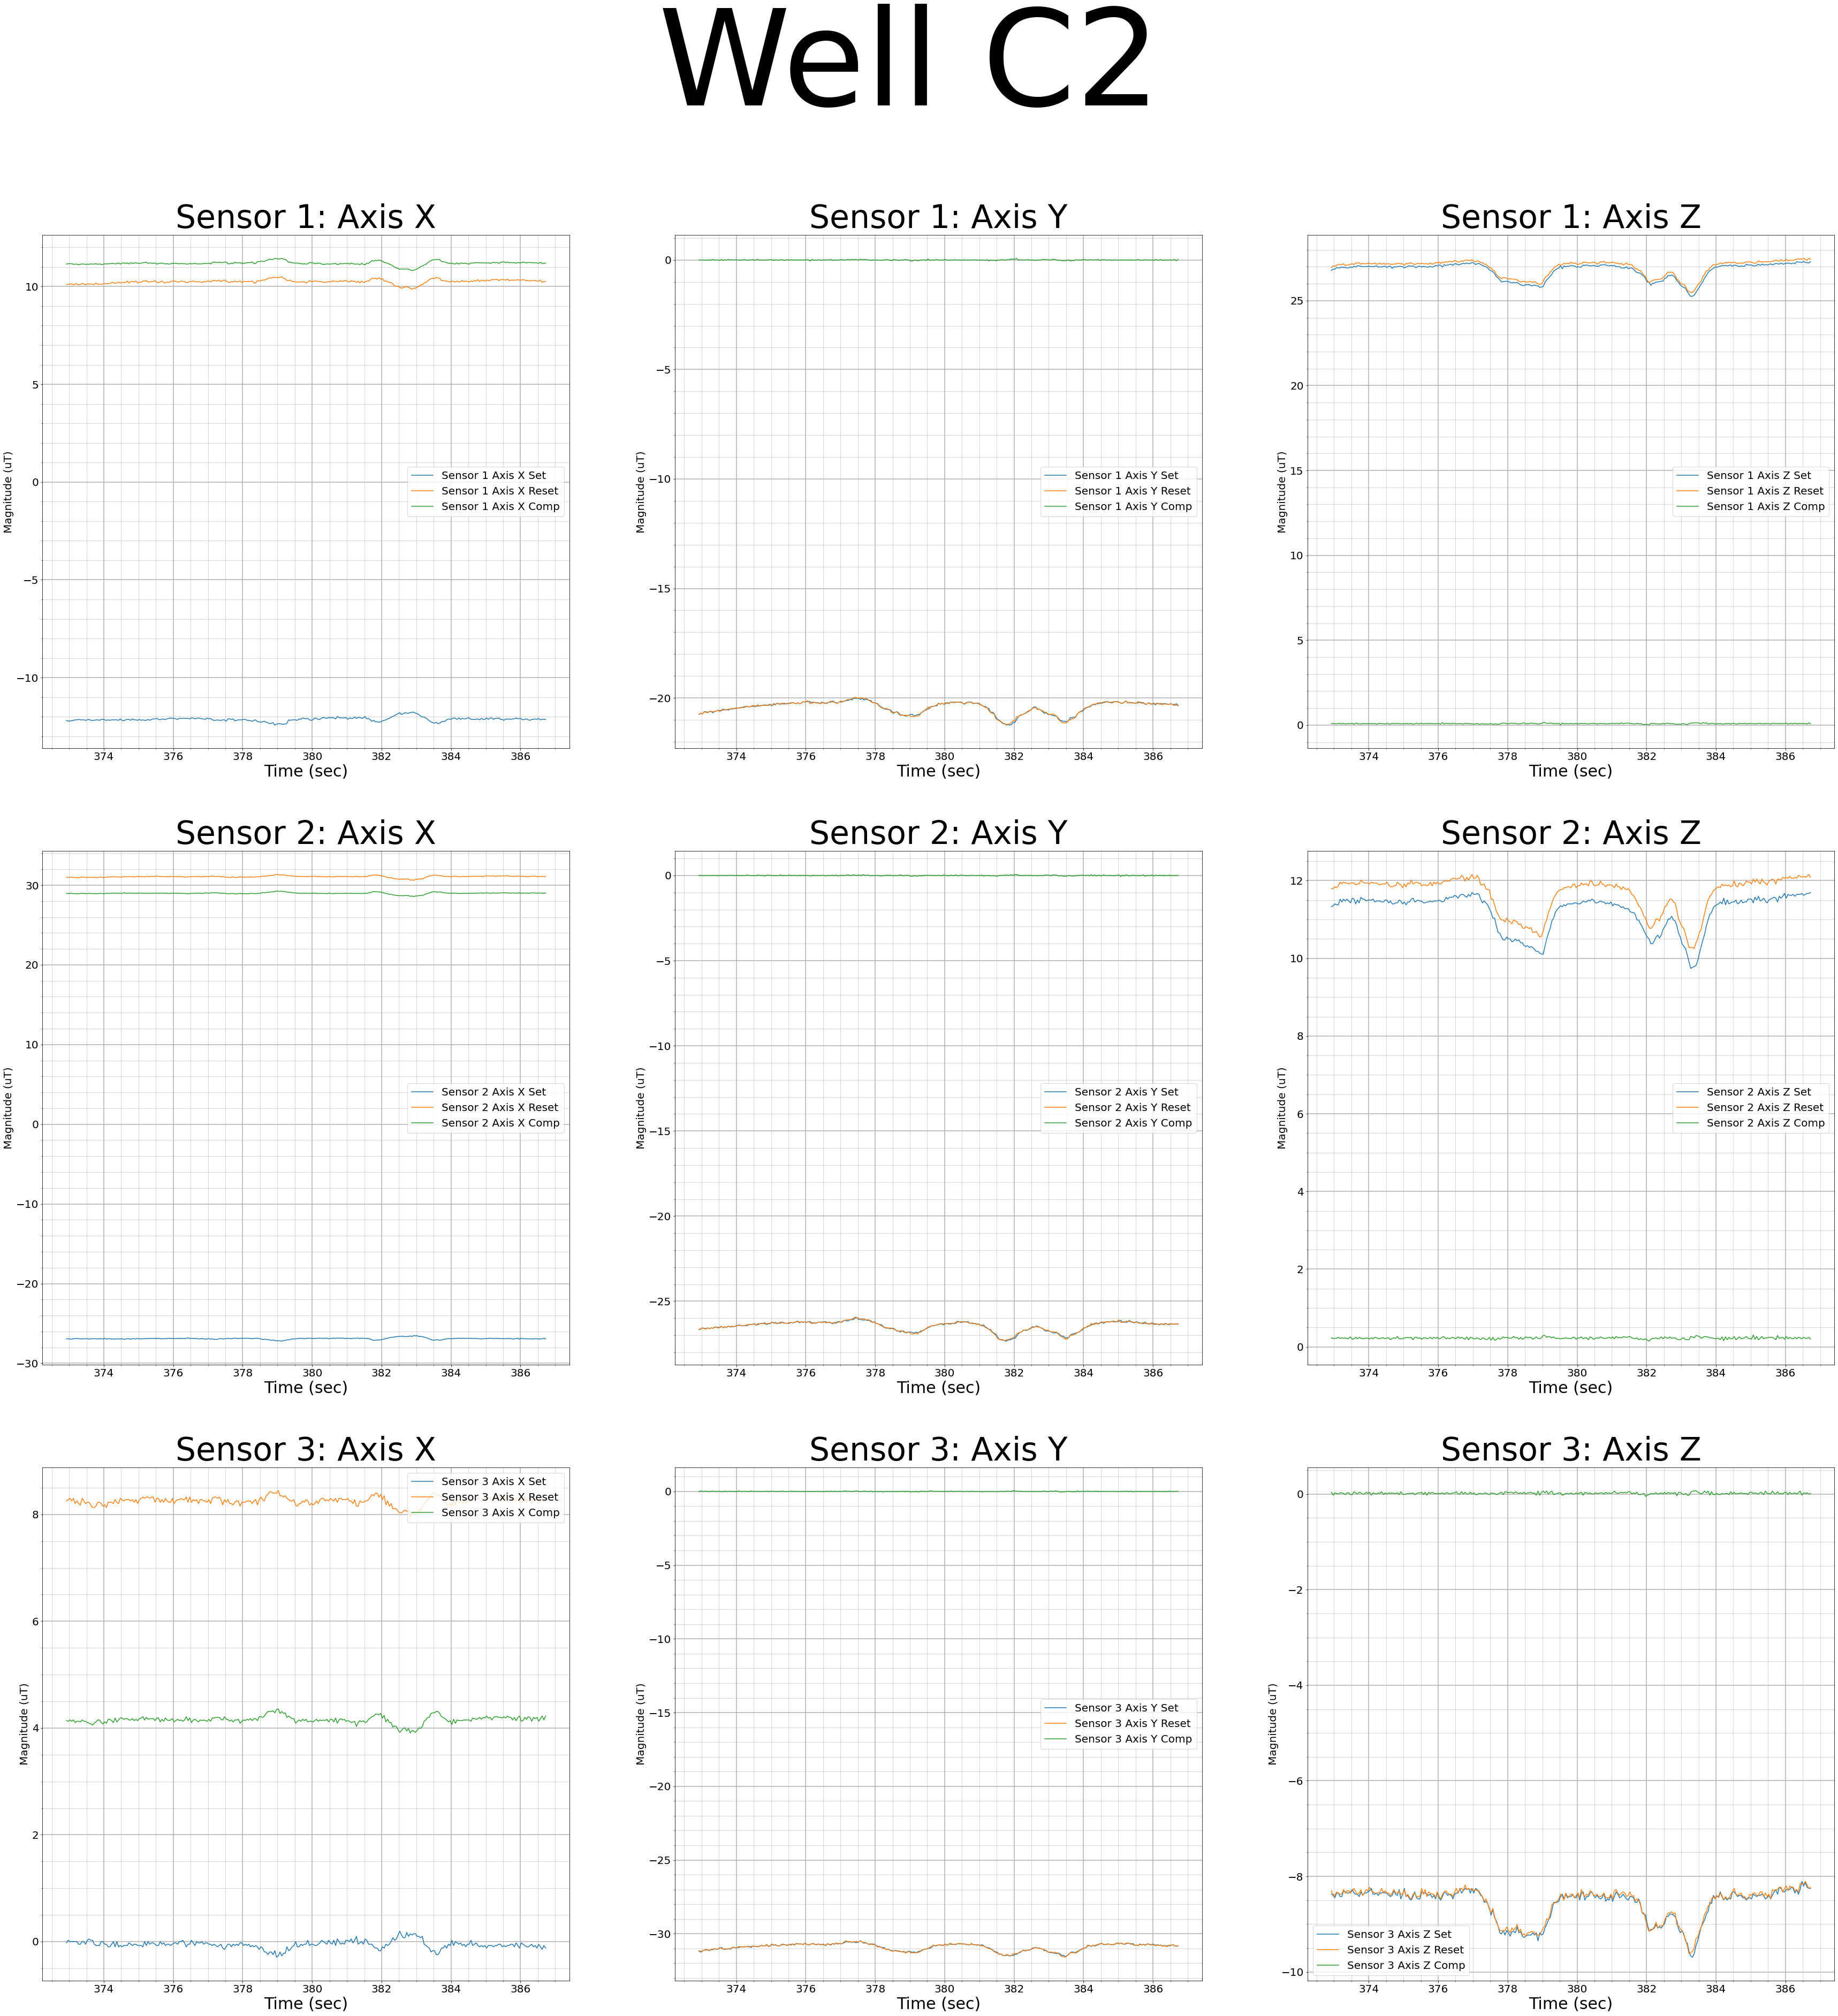 Well C2
Sensor 1: Axis X
Magnitude (uT)
10
5
0
−5
−10
Sensor 1 Axis X Set
Sensor 1 Axis X Reset
Sensor 1 Axis X Comp
374 376 378 380 382 384 386
Time (sec)
Sensor 1: Axis Y
Magnitude (uT)
0
−5
−10
−15
−20
Sensor 1 Axis Y Set
Sensor 1 Axis Y Reset
Sensor 1 Axis Y Comp
374 376 378 380 382 384 386
Time (sec)
Sensor 1: Axis Z
Magnitude (uT)
25
20
15
10
5
0
Sensor 1 Axis Z Set
Sensor 1 Axis Z Reset
Sensor 1 Axis Z Comp
374 376 378 380 382 384 386
Time (sec)
Sensor 2: Axis X
Magnitude (uT)
30
20
10
0
−10
−20
−30
Sensor 2 Axis X Set
Sensor 2 Axis X Reset
Sensor 2 Axis X Comp
374 376 378 380 382 384 386
Time (sec)
Sensor 2: Axis Y
Magnitude (uT)
0
−5
−10
−15
−20
−25
Sensor 2 Axis Y Set
Sensor 2 Axis Y Reset
Sensor 2 Axis Y Comp
374 376 378 380 382 384 386
Time (sec)
Sensor 2: Axis Z
Magnitude (uT)
12
10
8
6
4
2
0
Sensor 2 Axis Z Set
Sensor 2 Axis Z Reset
Sensor 2 Axis Z Comp
374 376 378 380 382 384 386
Time (sec)
Sensor 3: Axis X
Magnitude (uT)
8
6
4
2
0
Sensor 3 Axis X Set
Sensor 3 Axis X Reset
Sensor 3 Axis X Comp
374 376 378 380 382 384 386
Time (sec)
Sensor 3: Axis Y
Magnitude (uT)
0
−5
−10
−15
−20
−25
−30
Sensor 3 Axis Y Set
Sensor 3 Axis Y Reset
Sensor 3 Axis Y Comp
374 376 378 380 382 384 386
Time (sec)
Sensor 3: Axis Z
Magnitude (uT)
0
−2
−4
−6
−8
−10
Sensor 3 Axis Z Set
Sensor 3 Axis Z Reset
Sensor 3 Axis Z Comp
374 376 378 380 382 384 386
Time (sec)